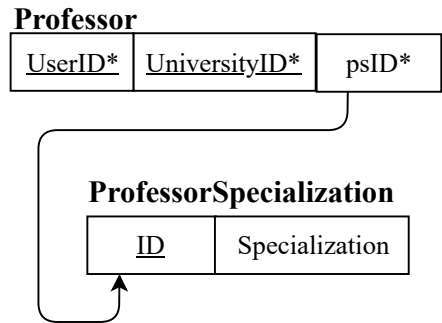 Professor
UserID* UniversityID* psID*
ProfessorSpecialization
ID Specialization